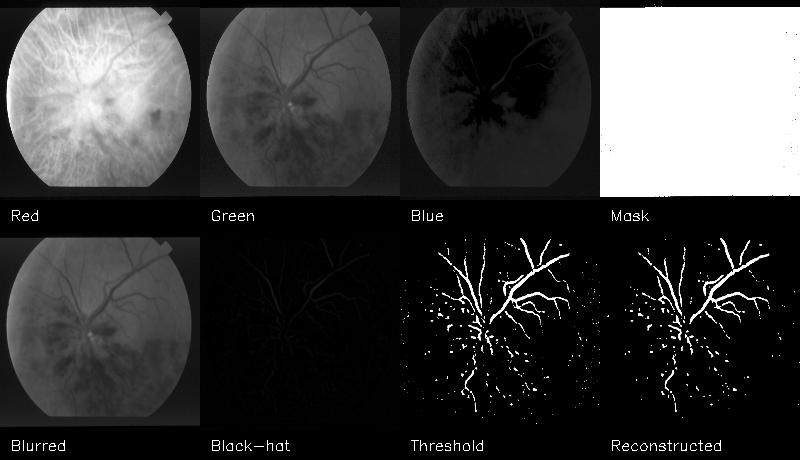 Red
Green
Blue
Mask
Blurred
Black-hat
Threshold
Reconstructed